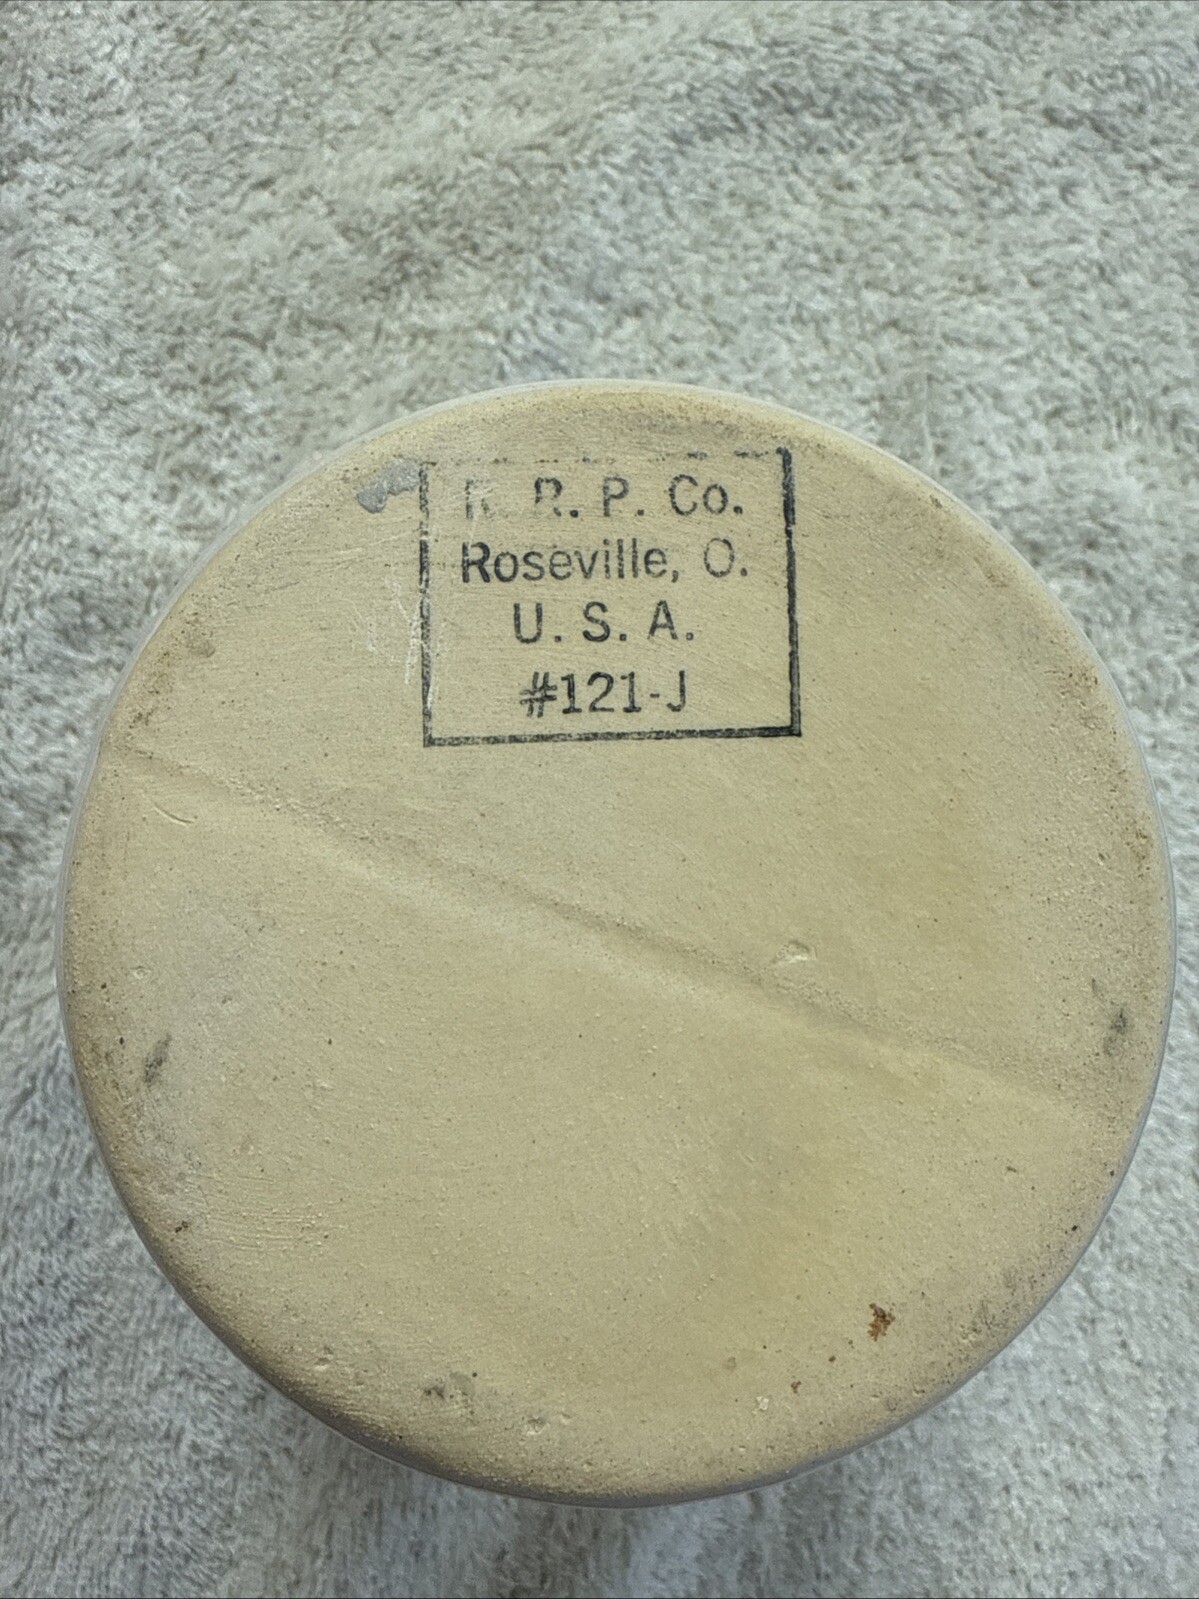 R. R. P. Co.
Roseville, O.
U. S. A.
#121-J